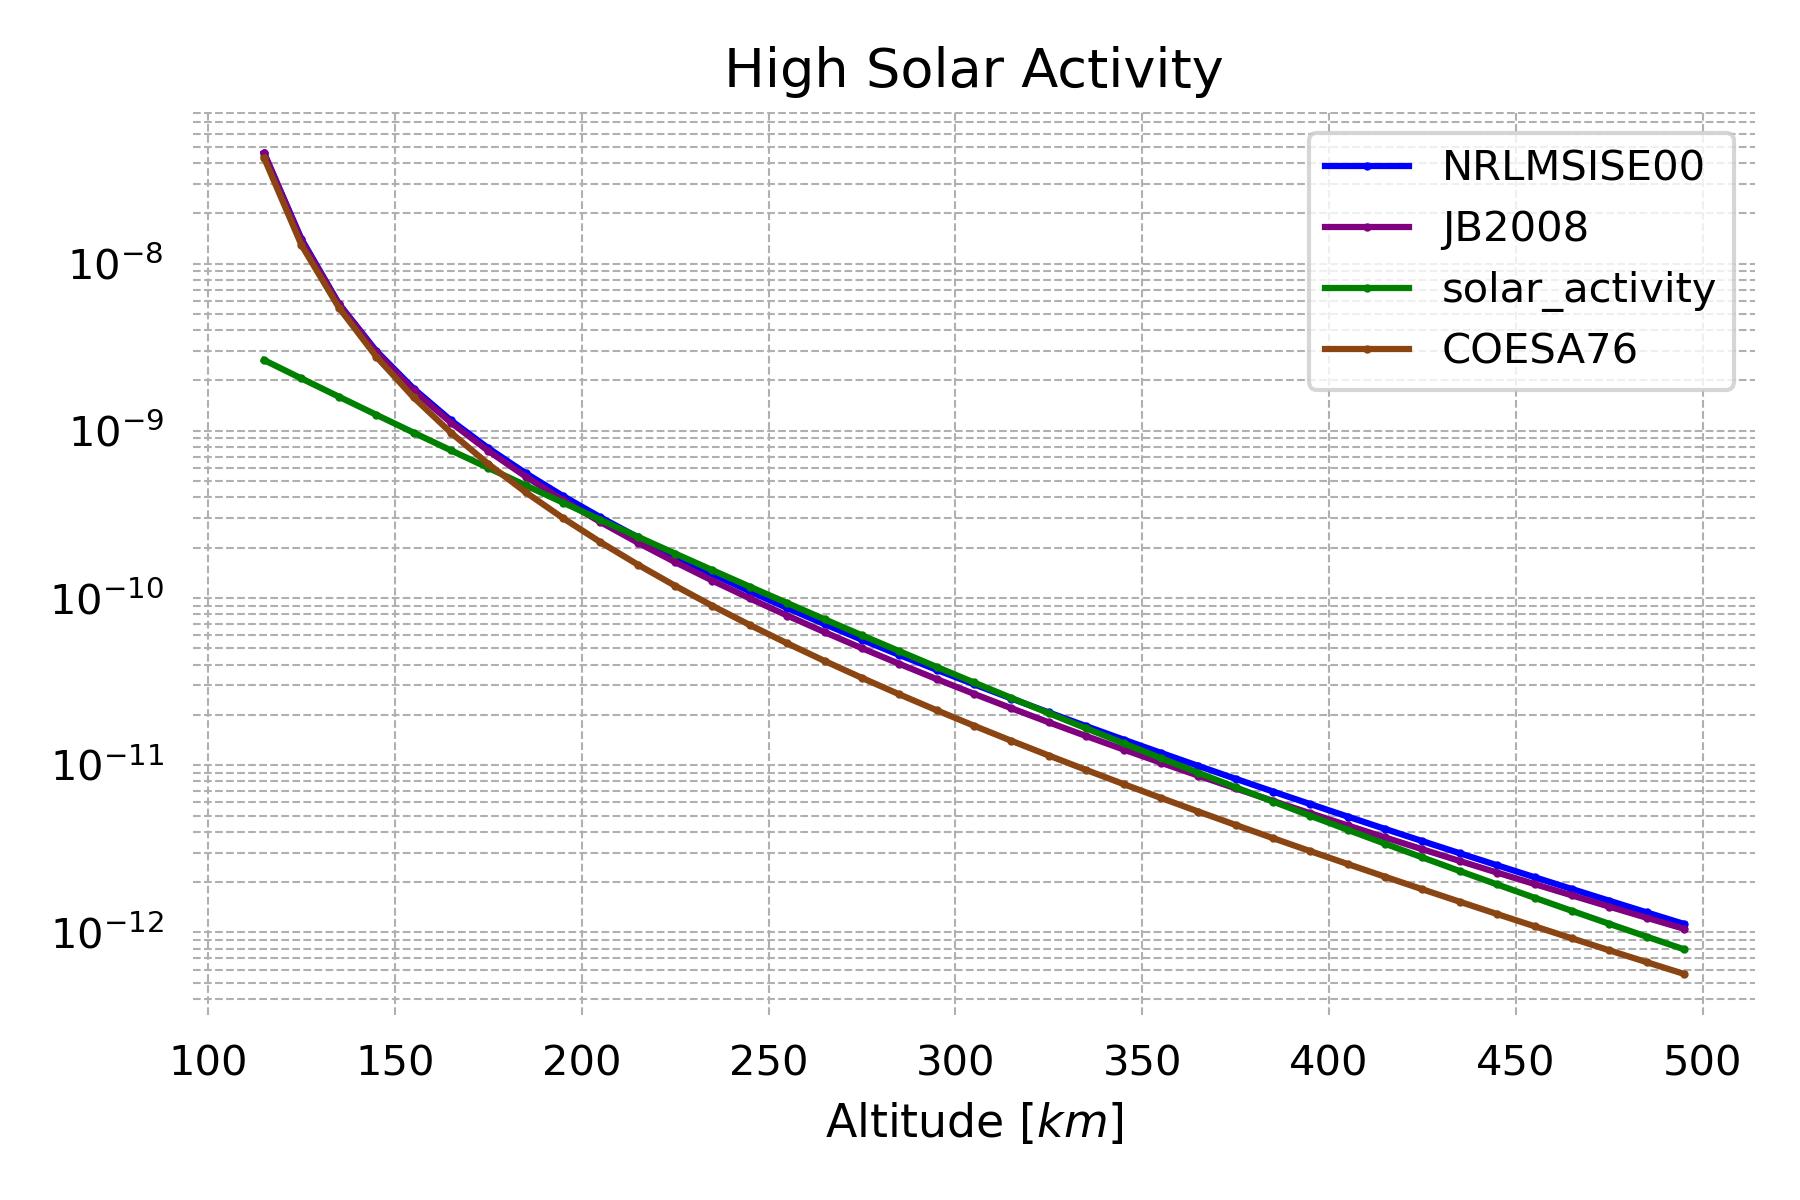 High Solar Activity
NRLMSISE00
JB2008
solar_activity
COESA76
10⁻⁸
10⁻⁹
10⁻¹⁰
10⁻¹¹
10⁻¹²
100 150 200 250 300 350 400 450 500
Altitude [km]